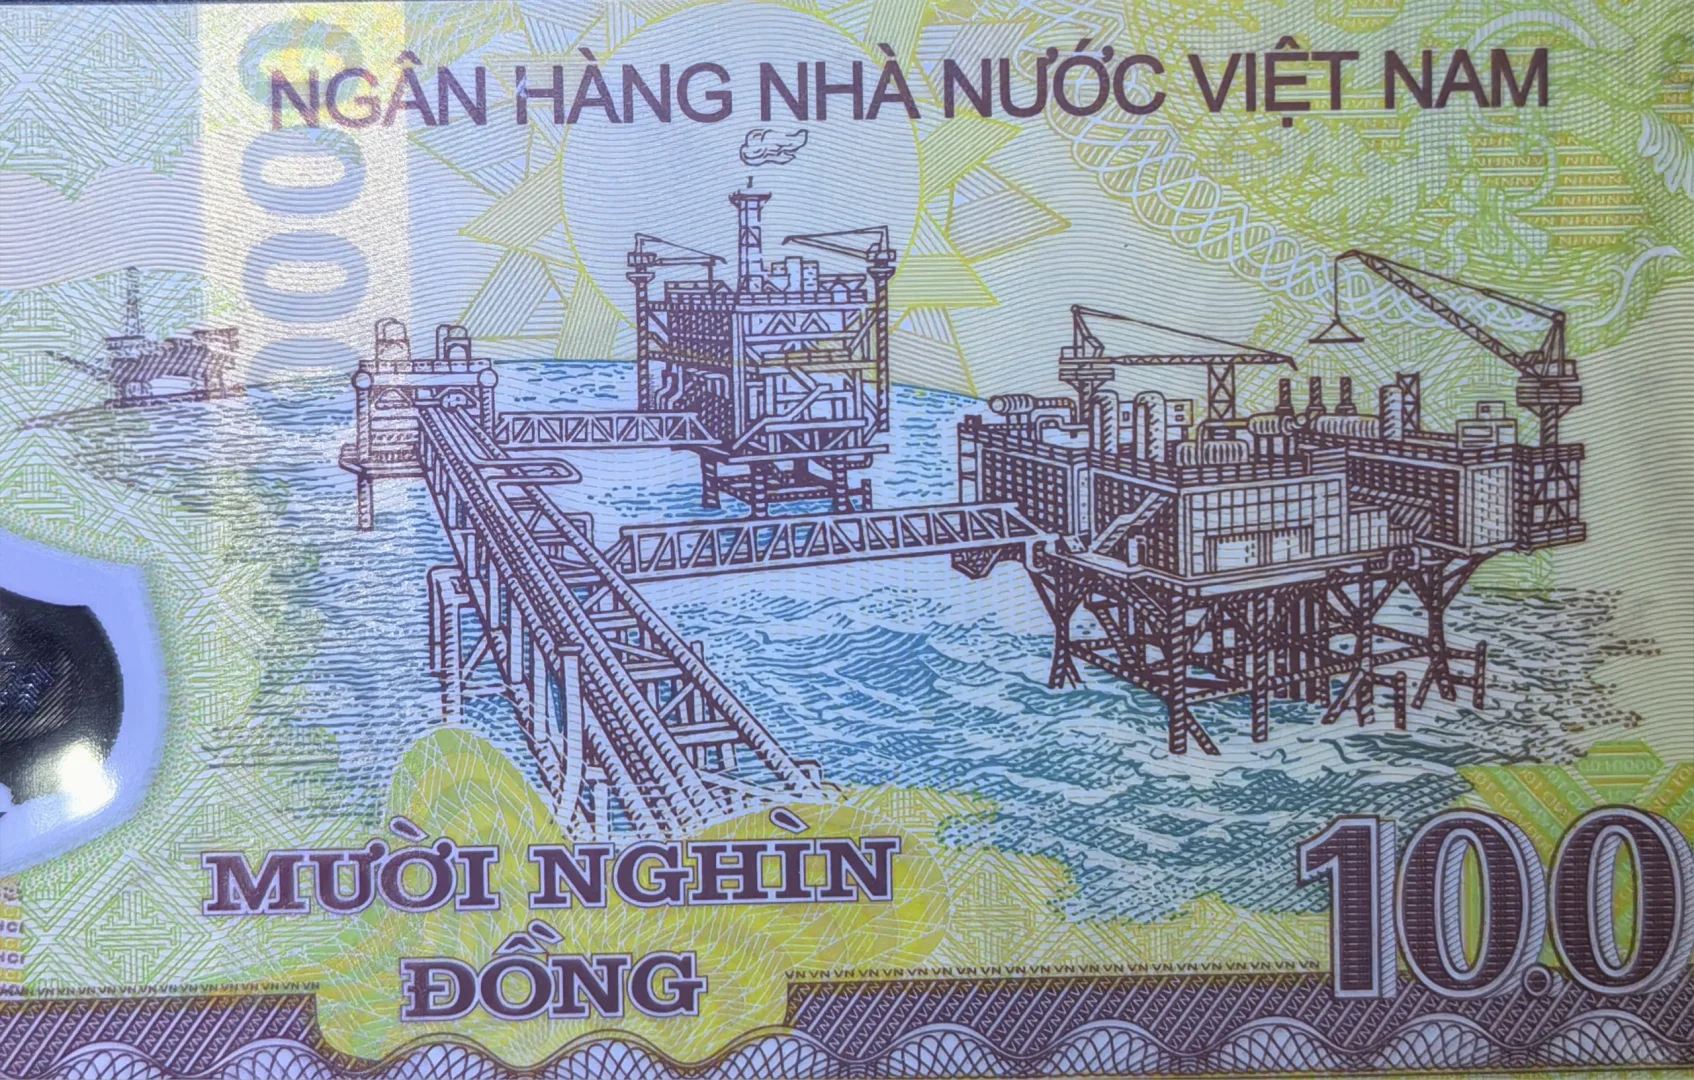 NGÂN HÀNG NHÀ NƯỚC VIỆT NAM
MƯỜI NGHÌN
ĐỒNG
10.0